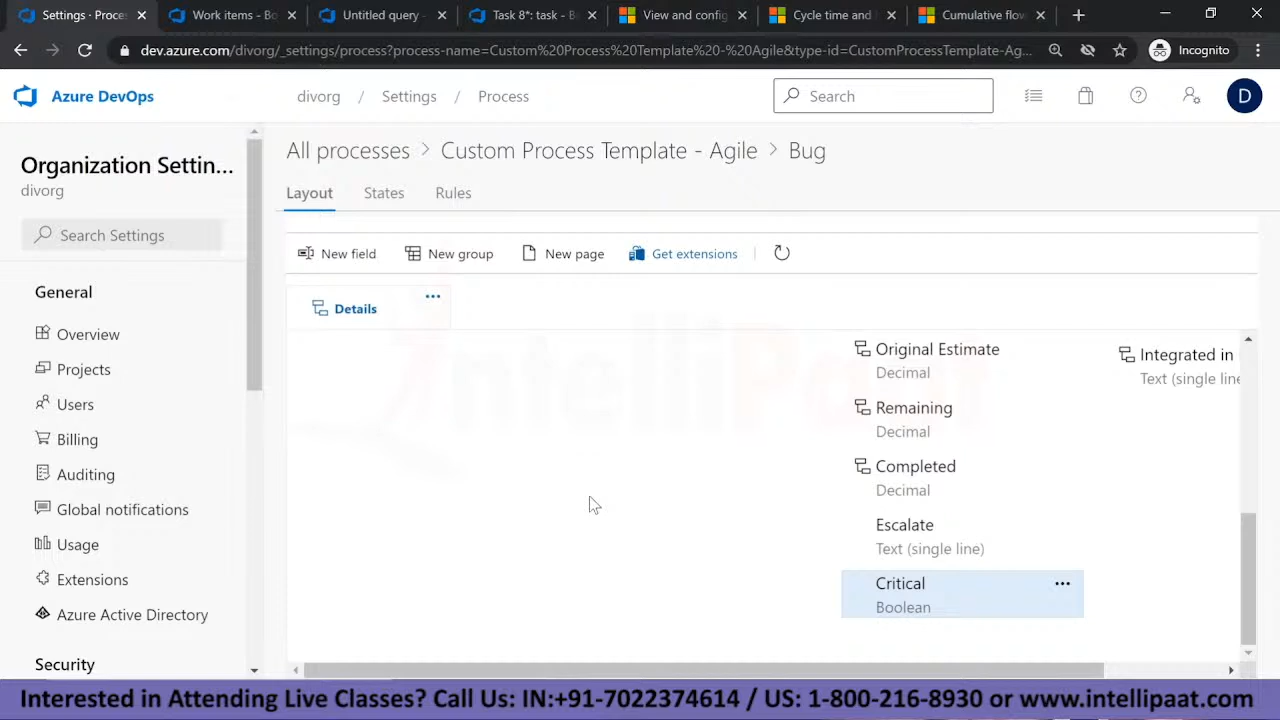 Settings · Proces
Work items - Bo
Untitled query -
Task 8*: task - B
View and config
Cycle time and
Cumulative flow
dev.azure.com/divorg/_settings/process?process-name=Custom%20Process%20Template%20-%20Agile&type-id=CustomProcessTemplate-Ag...
Incognito
Azure DevOps
divorg / Settings / Process
Search
D
Organization Settin...
divorg
Search Settings
General
Overview
Projects
Users
Billing
Auditing
Global notifications
Usage
Extensions
Azure Active Directory
Security
All processes > Custom Process Template - Agile > Bug
Layout States Rules
New field New group New page Get extensions
Details
Original Estimate
Decimal
Remaining
Decimal
Completed
Decimal
Escalate
Text (single line)
Critical
Boolean
Integrated in
Text (single line
IntelliPaat
Interested in Attending Live Classes? Call Us: IN:+91-7022374614 / US: 1-800-216-8930 or www.intellipaat.com